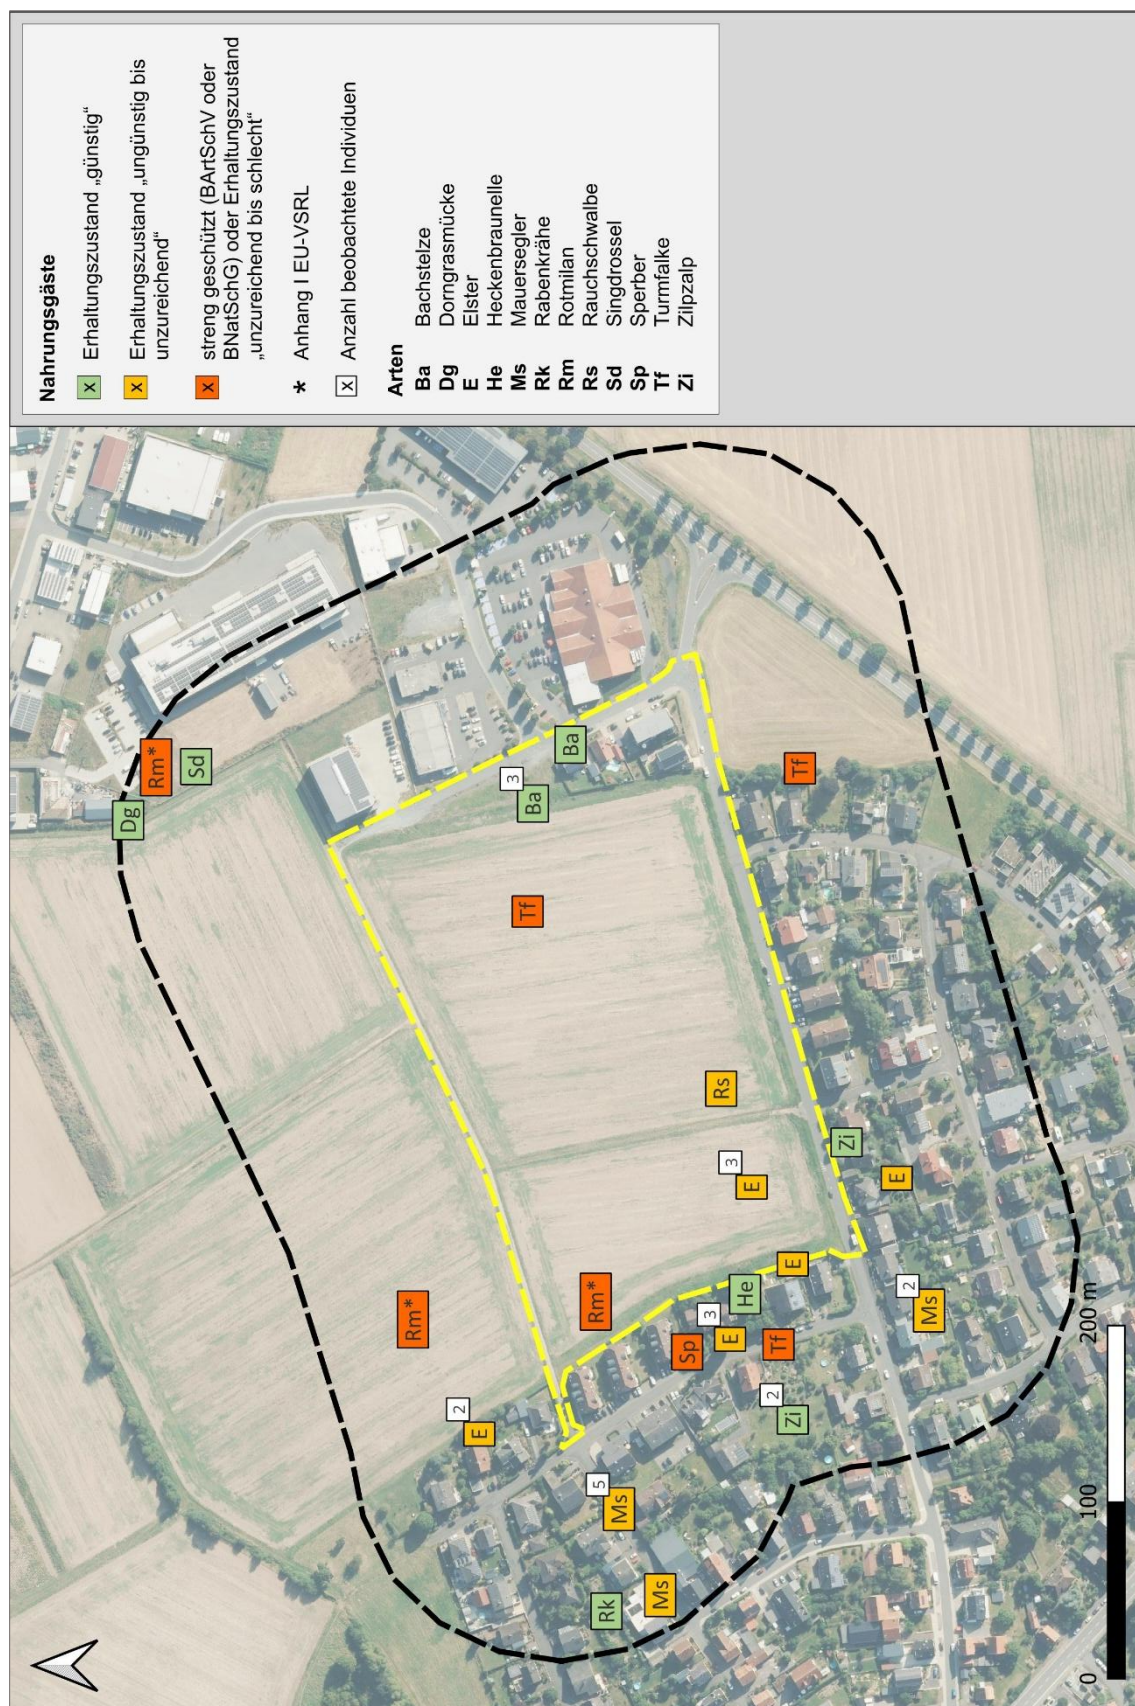 Nahrungsgäste
x Erhaltungszustand „günstig“
x Erhaltungszustand „ungünstig bis
unzureichend“
x streng geschützt (BArtSchV oder
BNatSchG) oder Erhaltungszustand
„unzureichend bis schlecht“
* Anhang I EU-VSRL
x Anzahl beobachtete Individuen
Arten
Ba Bachstelze
Dg Dorngrasmücke
E Elster
He Heckenbraunelle
Ms Mauersegler
Rk Rabenkrähe
Rm Rotmilan
Rs Rauchschwalbe
Sd Singdrossel
Sp Sperber
Tf Turmfalke
Zi Zilpzalp
Dg
Rm*
Sd
Ba
3
Ba
Tf
Tf
Rs
3
E
Zi
E
E
He
3
E
Sp
Tf
Rm*
Rm*
2
E
2
Zi
2
Ms
5
Ms
Ms
Rk
0
100
200 m